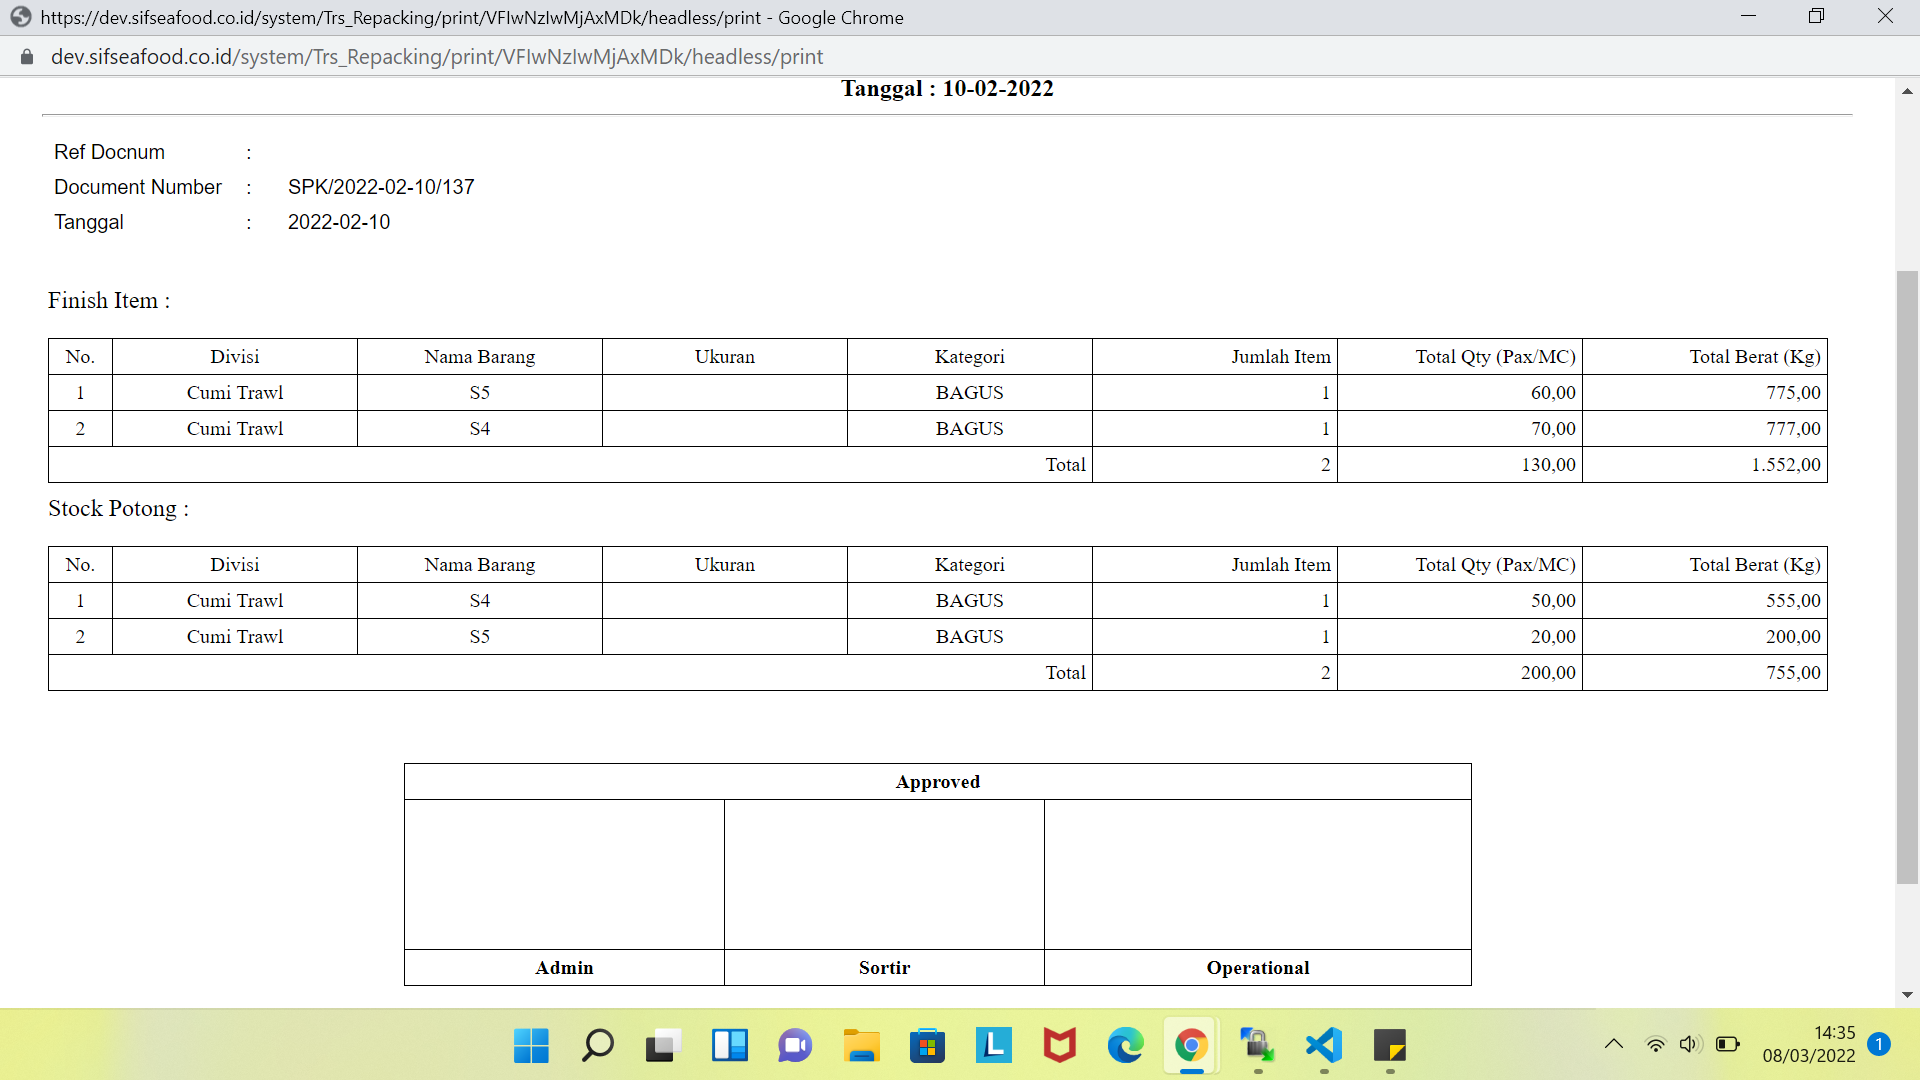 https://dev.sifseafood.co.id/system/Trs_Repacking/print/VFIwNzIwMjAxMDk/headless/print - Google Chrome
dev.sifseafood.co.id/system/Trs_Repacking/print/VFIwNzIwMjAxMDk/headless/print
Tanggal : 10-02-2022
Ref Docnum :
Document Number : SPK/2022-02-10/137
Tanggal : 2022-02-10
Finish Item :
No. Divisi Nama Barang Ukuran Kategori Jumlah Item Total Qty (Pax/MC) Total Berat (Kg)
1 Cumi Trawl S5 BAGUS 1 60,00 775,00
2 Cumi Trawl S4 BAGUS 1 70,00 777,00
Total 2 130,00 1.552,00
Stock Potong :
No. Divisi Nama Barang Ukuran Kategori Jumlah Item Total Qty (Pax/MC) Total Berat (Kg)
1 Cumi Trawl S4 BAGUS 1 50,00 555,00
2 Cumi Trawl S5 BAGUS 1 20,00 200,00
Total 2 200,00 755,00
Approved
Admin Sortir Operational
L
14:35
08/03/2022
1